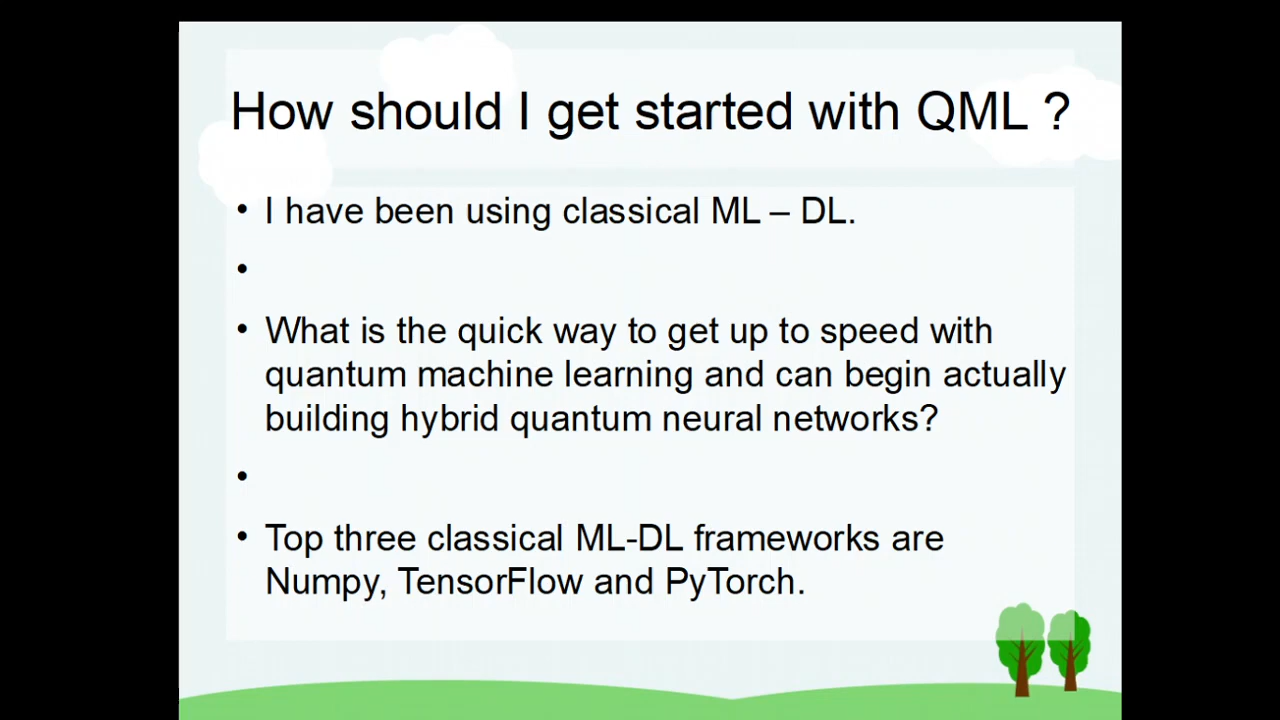 How should I get started with QML ?
• I have been using classical ML – DL.
•
• What is the quick way to get up to speed with
quantum machine learning and can begin actually
building hybrid quantum neural networks?
•
• Top three classical ML-DL frameworks are
Numpy, TensorFlow and PyTorch.